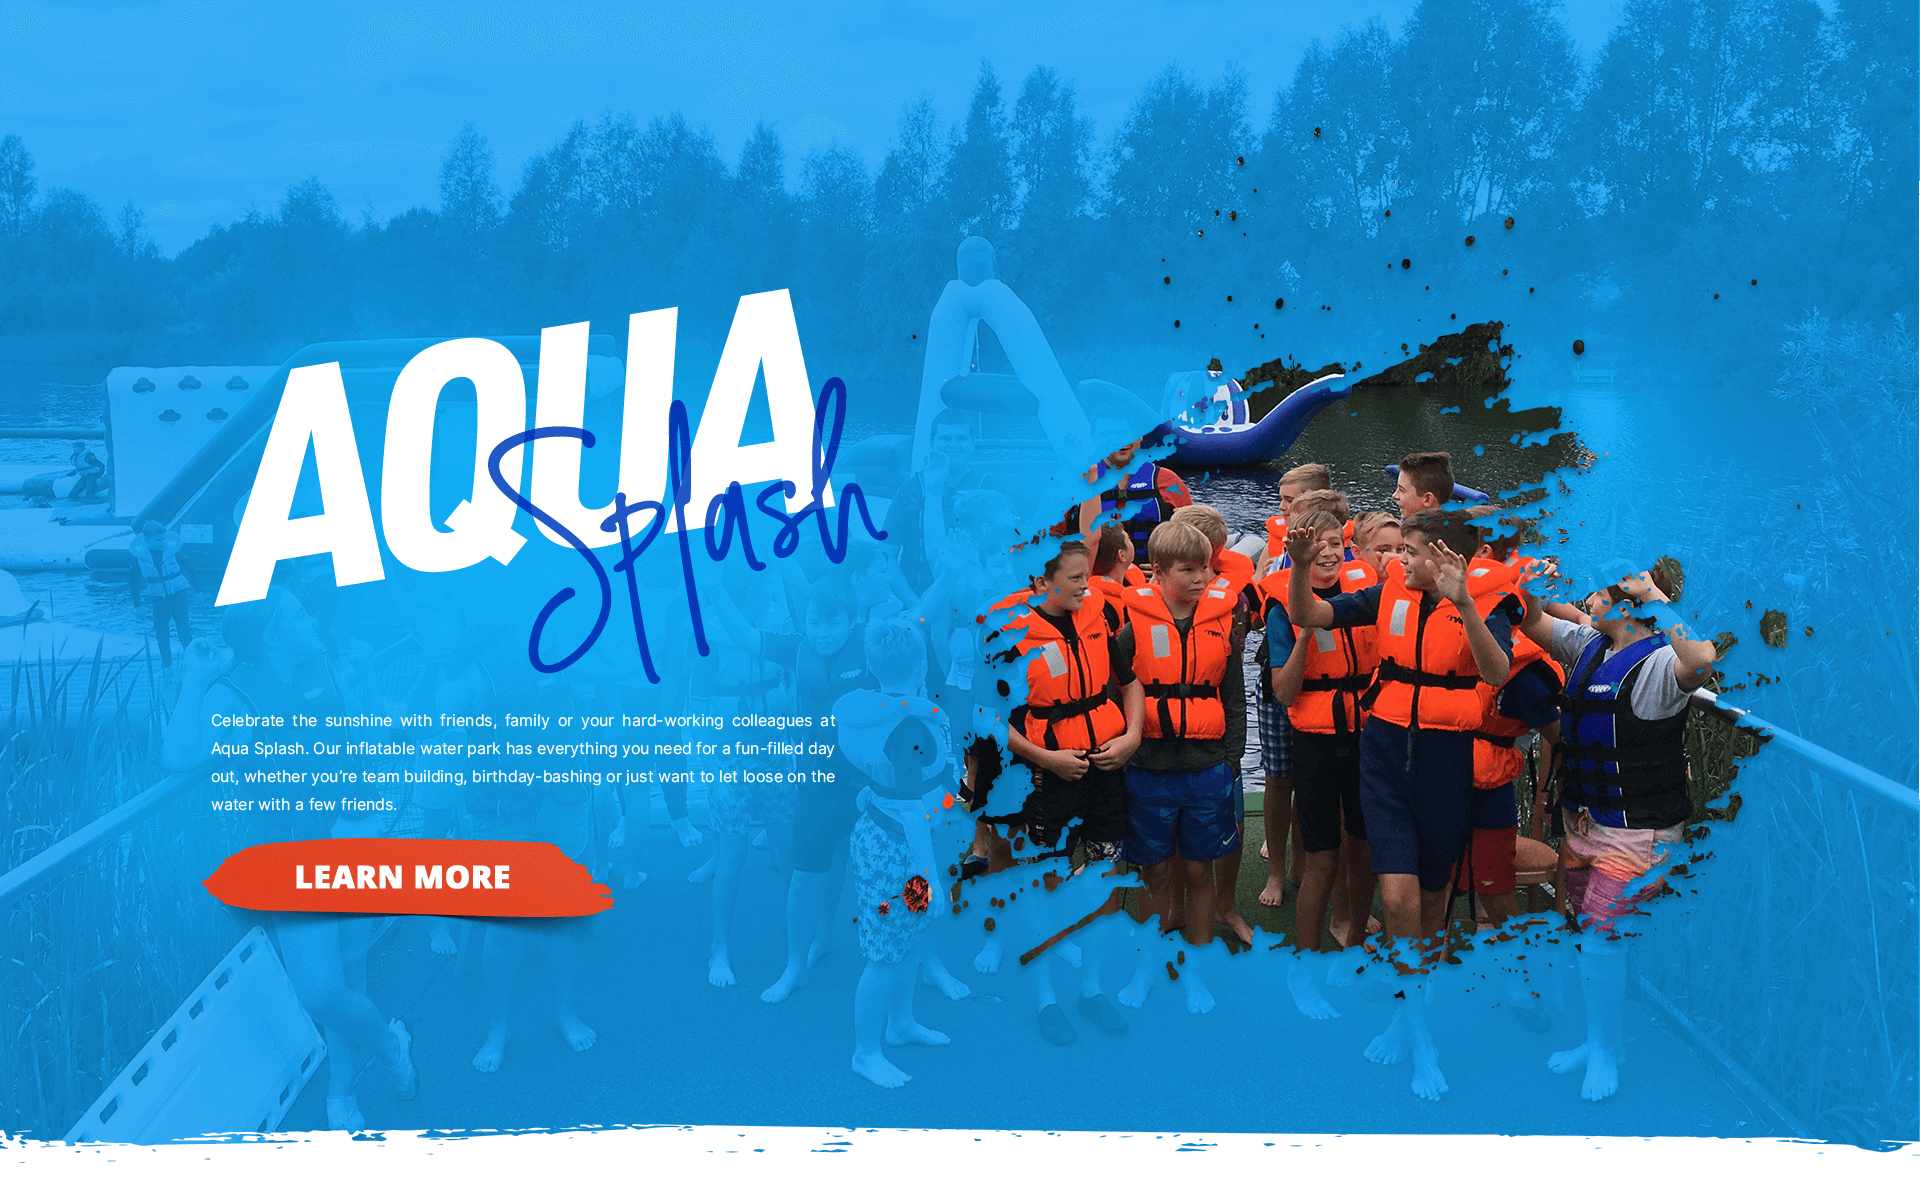 AQUA
Splash
Celebrate the sunshine with friends, family or your hard-working colleagues at
Aqua Splash. Our inflatable water park has everything you need for a fun-filled day
out, whether you’re team building, birthday-bashing or just want to let loose on the
water with a few friends.
LEARN MORE